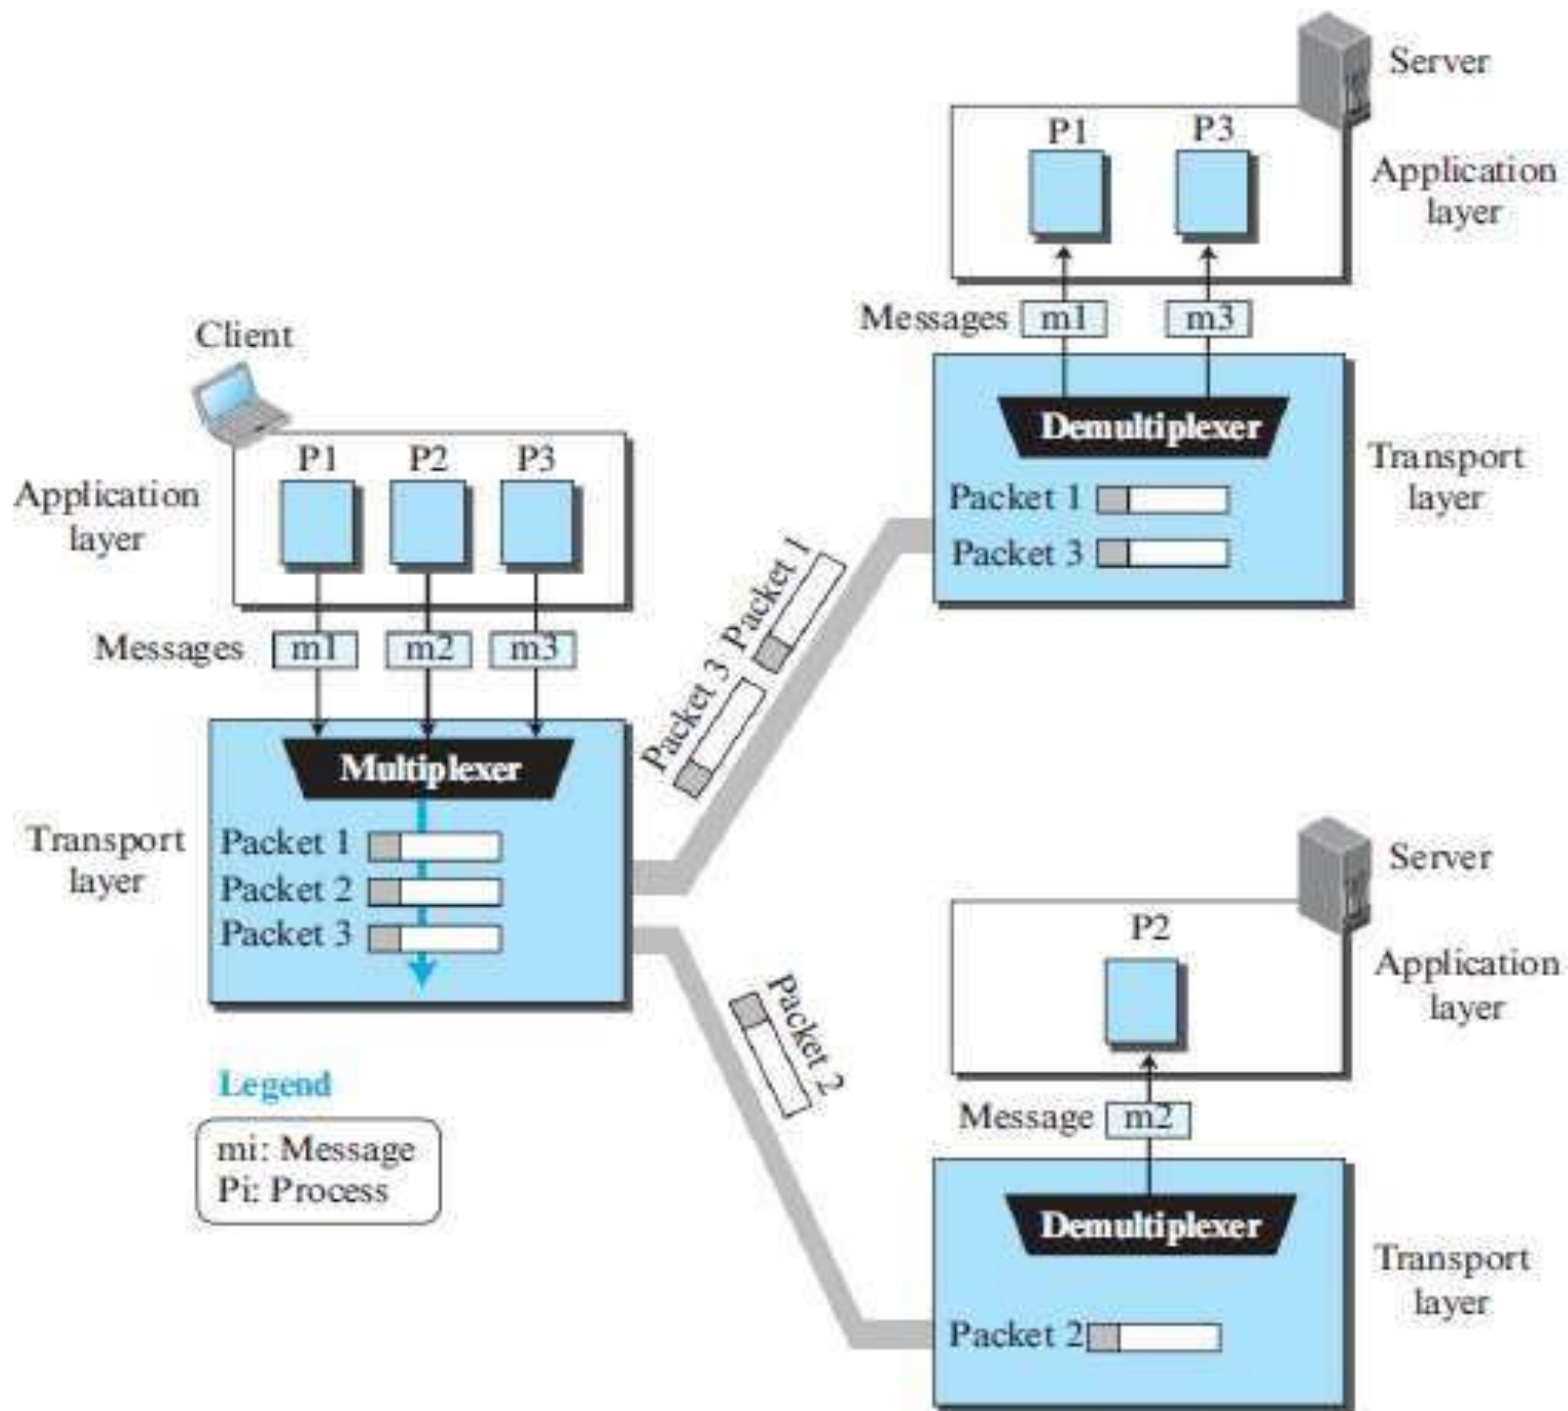 Server
P1 P3
Application
layer
Messages m1 m3
Demultiplexer
Packet 1
Packet 3
Transport
layer
Client
P1 P2 P3
Application
layer
Messages m1 m2 m3
Multiplexer
Packet 1
Packet 2
Packet 3
Transport
layer
Packet 1
Packet 3
Packet 2
Server
P2
Application
layer
Message m2
Demultiplexer
Packet 2
Transport
layer
Legend
mi: Message
Pi: Process